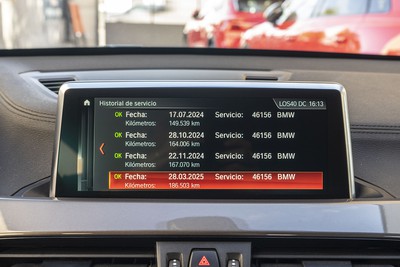 Historial de servicio LOS40 DC 16:13
OK Fecha: 17.07.2024 Servicio: 46156 BMW
Kilómetros: 149.539 km
OK Fecha: 28.10.2024 Servicio: 46156 BMW
Kilómetros: 164.006 km
OK Fecha: 22.11.2024 Servicio: 46156 BMW
Kilómetros: 167.070 km
OK Fecha: 28.03.2025 Servicio: 46156 BMW
Kilómetros: 186.503 km